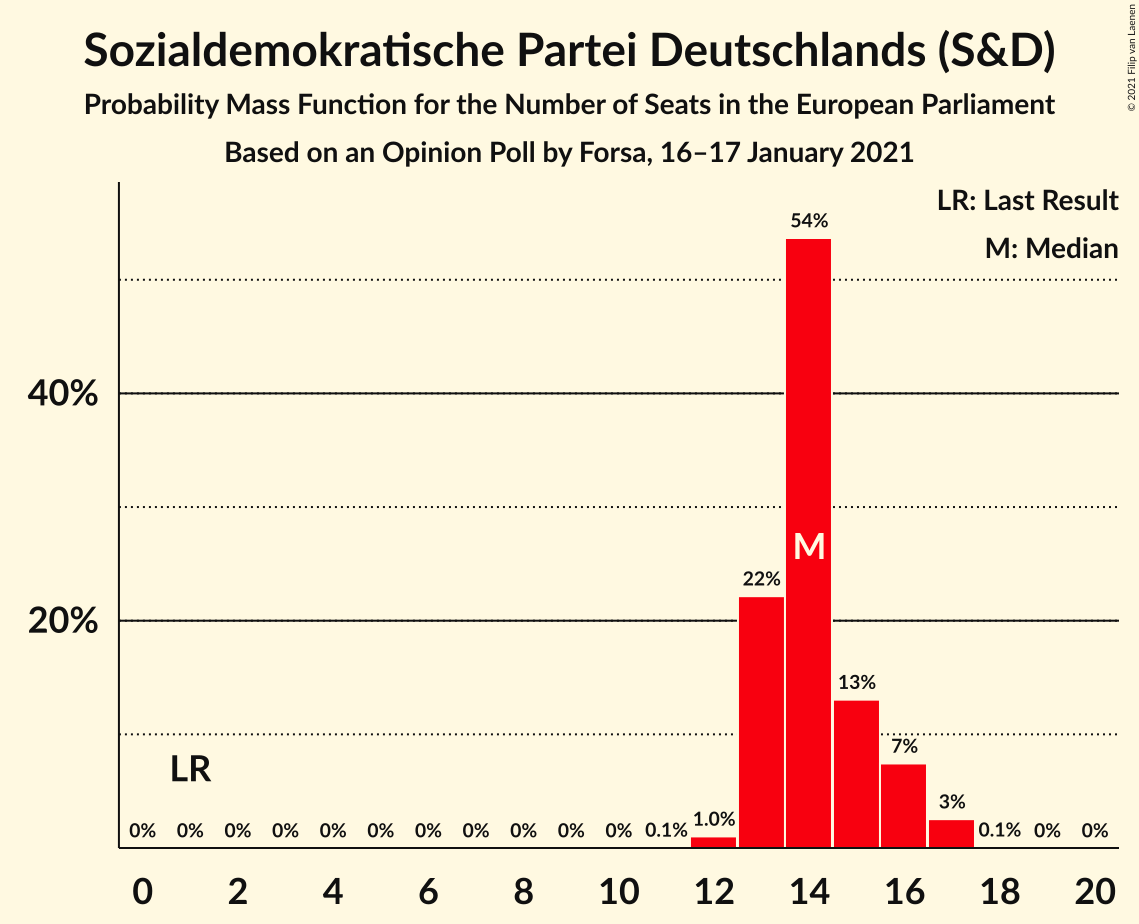 Sozialdemokratische Partei Deutschlands (S&D)
Probability Mass Function for the Number of Seats in the European Parliament
Based on an Opinion Poll by Forsa, 16–17 January 2021
© 2021 Filip van Laenen
LR: Last Result
M: Median
54%
40%
M
22%
20%
13%
7%
LR
3%
0% 0% 0% 0% 0% 0% 0% 0% 0% 0% 0% 0.1% 1.0% 0.1% 0% 0%
0 2 4 6 8 10 12 14 16 18 20